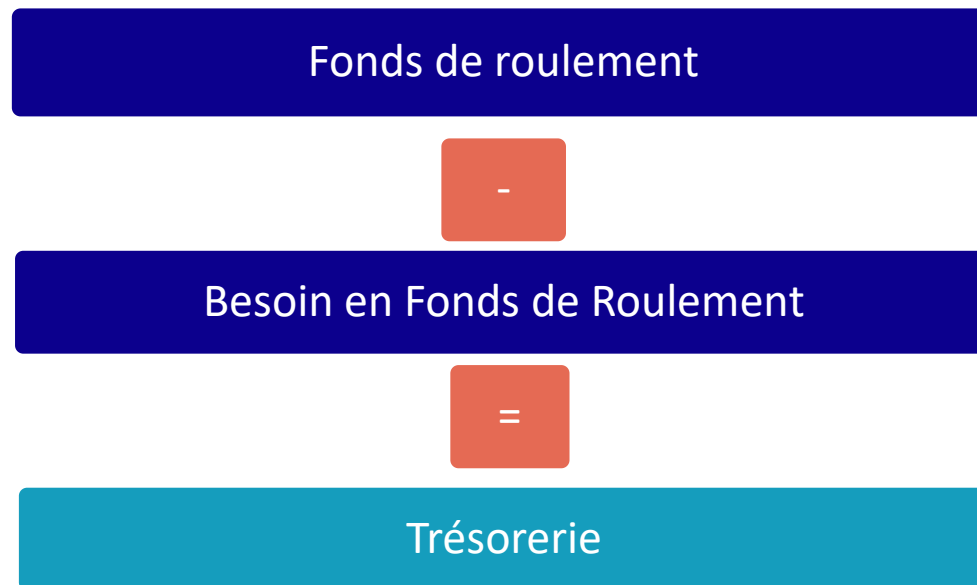 Fonds de roulement
-
Besoin en Fonds de Roulement
=
Trésorerie